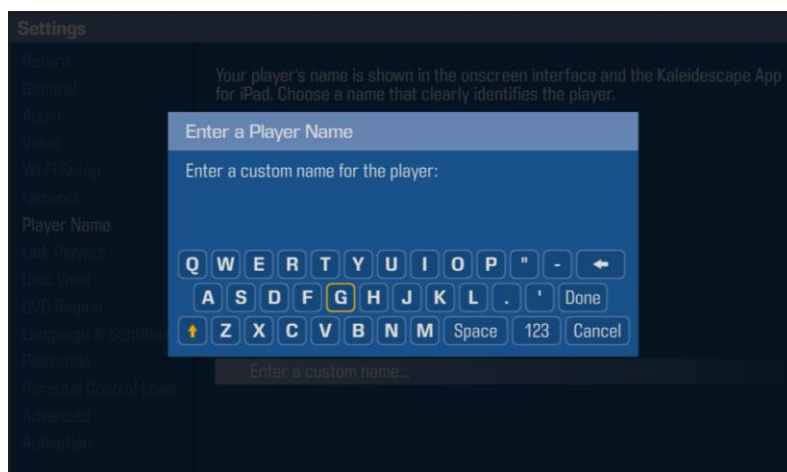 Settings
Return
General
Audio
Video
Wi-Fi Setup
Network
Player Name
Link Players
Disc Vault
DVD Region
Language & Subtitles
Passcode
Parental Control Level
Advanced
Activation
Your player's name is shown in the onscreen interface and the Kaleidescape App
for iPad. Choose a name that clearly identifies the player.
Enter a Player Name
Enter a custom name for the player:
Q W E R T Y U I O P " -
A S D F G H J K L . ' Done
Z X C V B N M Space 123 Cancel
Enter a custom name...